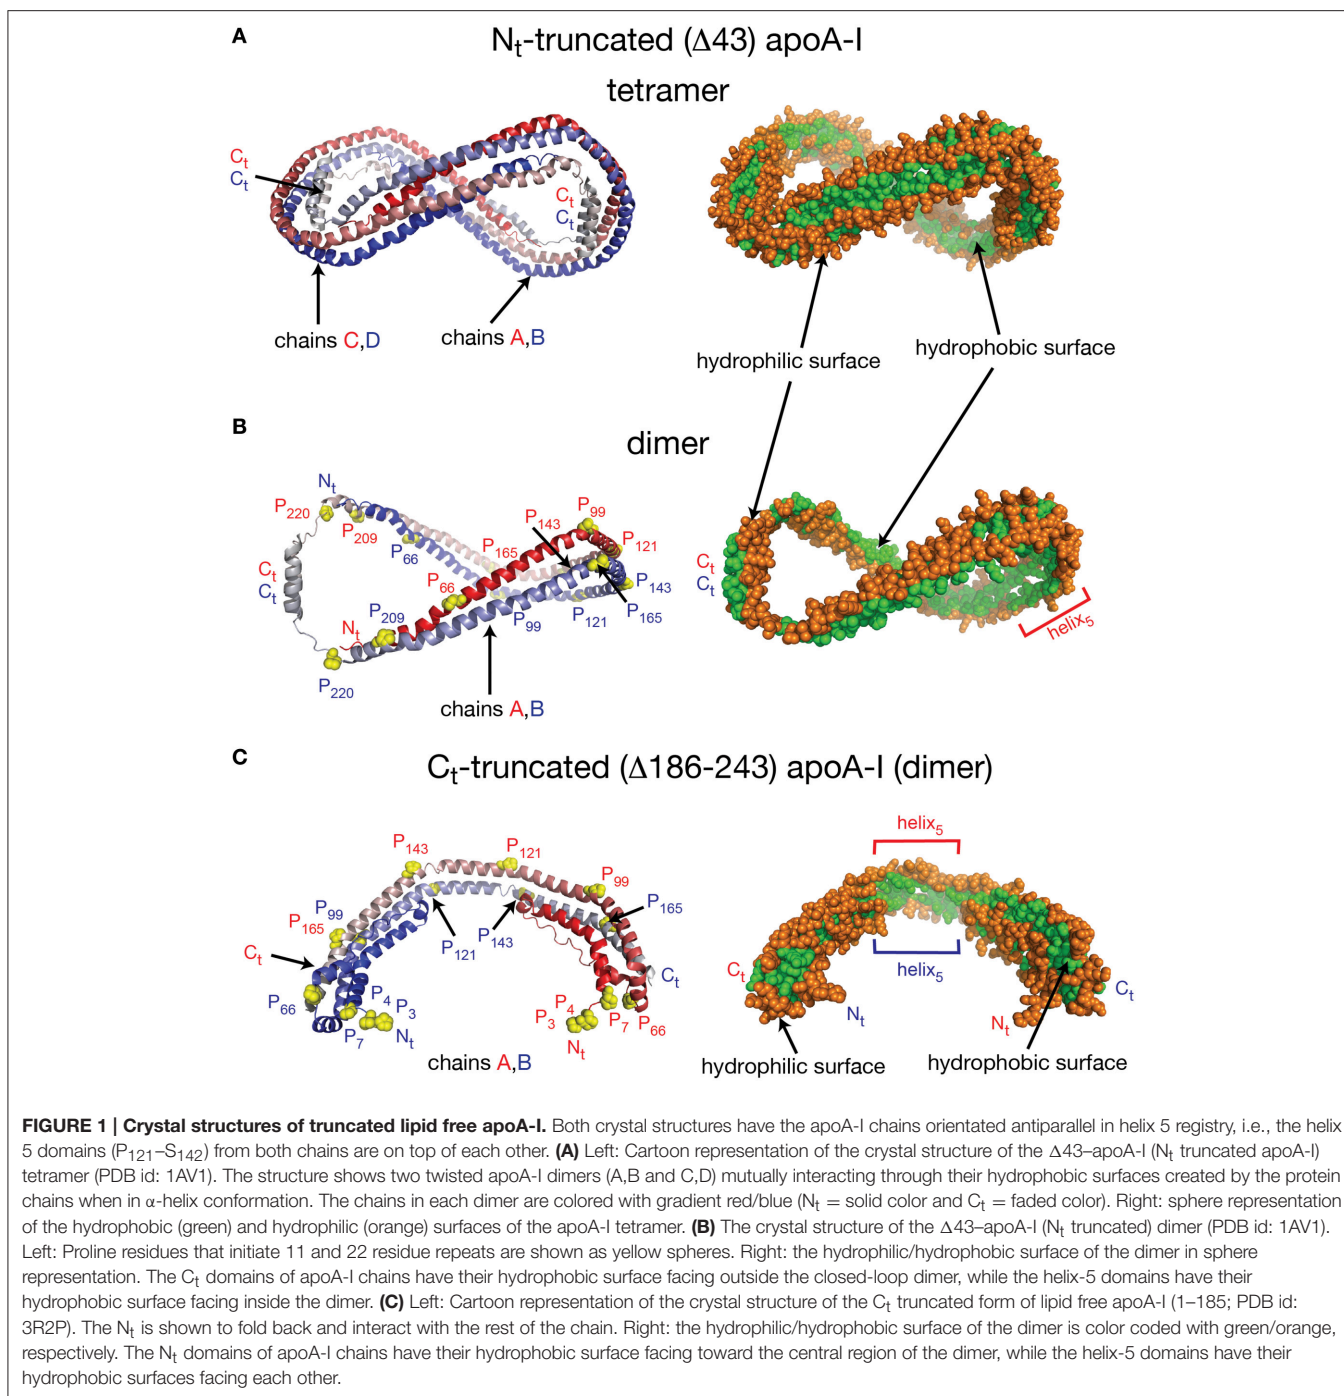 A
Nt-truncated (Δ43) apoA-I
tetramer
Ct
Ct
Ct
Ct
chains C,D
chains A,B
hydrophilic surface
hydrophobic surface
B
dimer
Nt
P220
P209
P66
Ct
Ct
P209
Nt
P220
P66
P165
P143
P99
P121
P143
P165
P121
P99
chains A,B
Ct
Ct
helix5
C
Ct-truncated (Δ186-243) apoA-I (dimer)
P143
P121
P99
P99
P165
P165
Ct
P121
P143
Ct
P66
P4
P3
P7
Nt
P4
P3
P7
P66
Nt
chains A,B
helix5
helix5
Ct
Nt
Nt
Ct
hydrophilic surface
hydrophobic surface
FIGURE 1 | Crystal structures of truncated lipid free apoA-I. Both crystal structures have the apoA-I chains orientated antiparallel in helix 5 registry, i.e., the helix
5 domains (P121–S142) from both chains are on top of each other. (A) Left: Cartoon representation of the crystal structure of the Δ43–apoA-I (Nt truncated apoA-I)
tetramer (PDB id: 1AV1). The structure shows two twisted apoA-I dimers (A,B and C,D) mutually interacting through their hydrophobic surfaces created by the protein
chains when in α-helix conformation. The chains in each dimer are colored with gradient red/blue (Nt = solid color and Ct = faded color). Right: sphere representation
of the hydrophobic (green) and hydrophilic (orange) surfaces of the apoA-I tetramer. (B) The crystal structure of the Δ43–apoA-I (Nt truncated) dimer (PDB id: 1AV1).
Left: Proline residues that initiate 11 and 22 residue repeats are shown as yellow spheres. Right: the hydrophilic/hydrophobic surface of the dimer in sphere
representation. The Ct domains of apoA-I chains have their hydrophobic surface facing outside the closed-loop dimer, while the helix-5 domains have their
hydrophobic surface facing inside the dimer. (C) Left: Cartoon representation of the crystal structure of the Ct truncated form of lipid free apoA-I (1–185; PDB id:
3R2P). The Nt is shown to fold back and interact with the rest of the chain. Right: the hydrophilic/hydrophobic surface of the dimer is color coded with green/orange,
respectively. The Nt domains of apoA-I chains have their hydrophobic surface facing toward the central region of the dimer, while the helix-5 domains have their
hydrophobic surfaces facing each other.